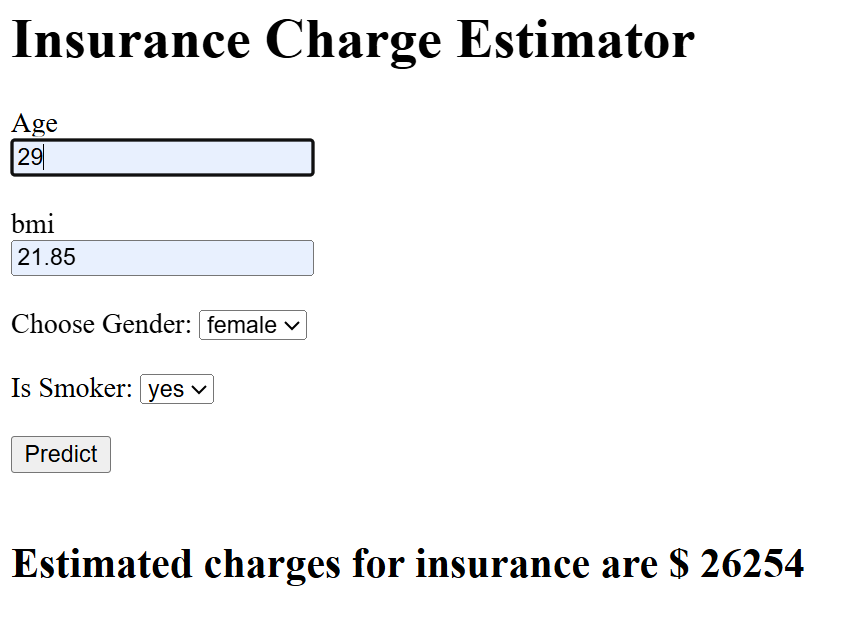 Insurance Charge Estimator
Age
29
bmi
21.85
Choose Gender: female
Is Smoker: yes
Predict
Estimated charges for insurance are $ 26254